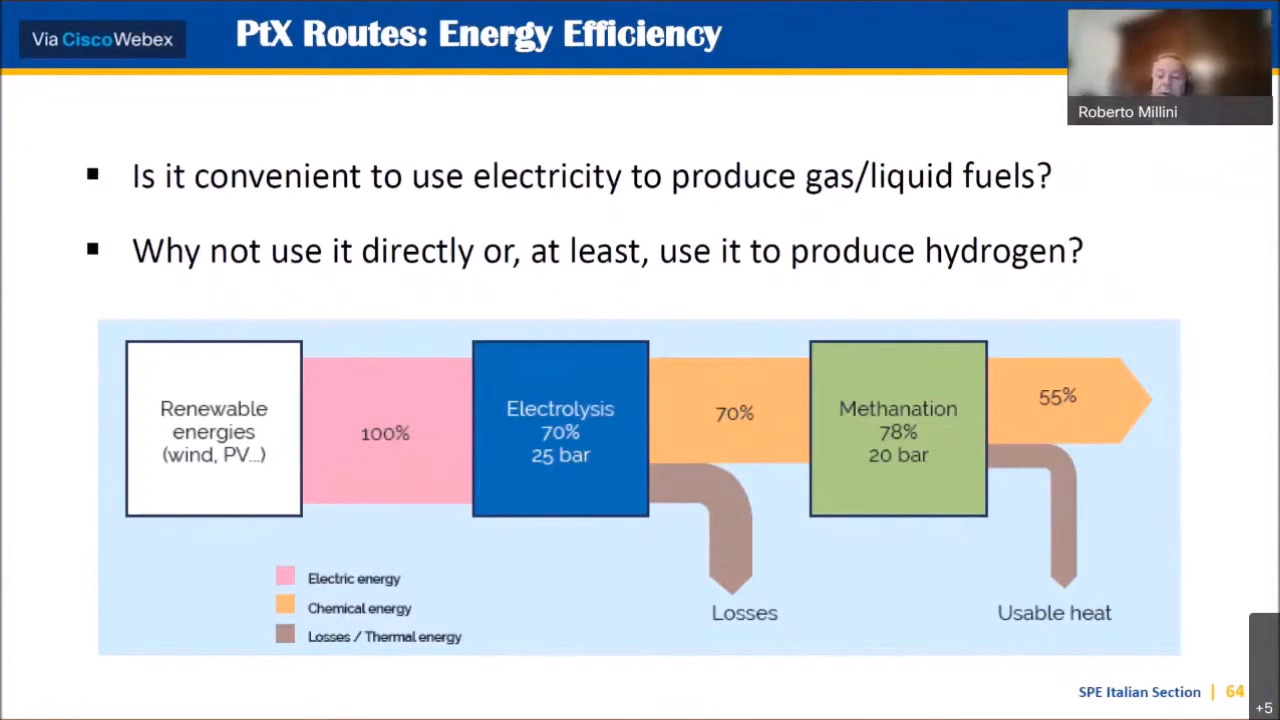 Via CiscoWebex
PtX Routes: Energy Efficiency
Roberto Millini
▪ Is it convenient to use electricity to produce gas/liquid fuels?
▪ Why not use it directly or, at least, use it to produce hydrogen?
Renewable
energies
(wind, PV...)
100%
Electrolysis
70%
25 bar
70%
Methanation
78%
20 bar
55%
Electric energy
Chemical energy
Losses / Thermal energy
Losses
Usable heat
SPE Italian Section | 64
+5